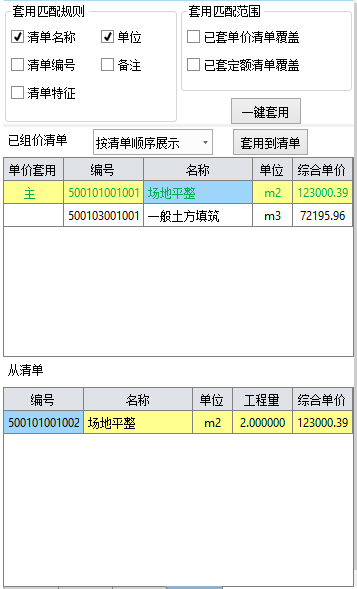 套用匹配规则
套用匹配范围
清单名称 单位
已套单价清单覆盖
清单编号 备注
已套定额清单覆盖
清单特征
一键套用
已组价清单 按清单顺序展示 套用到清单
单价套用 编号 名称 单位 综合单价
主 500101001001 场地平整 m2 123000.39
500103001001 一般土方填筑 m3 72195.96
从清单
编号 名称 单位 工程量 综合单价
500101001002 场地平整 m2 2.000000 123000.39